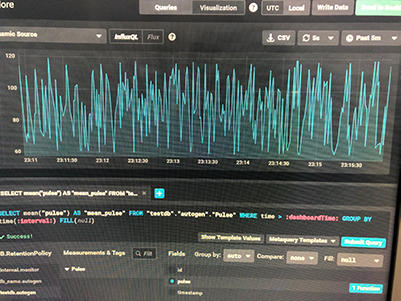 lore
Queries Visualization ? UTC Local Write Data
namic Source
InfluxQL Flux ? CSV 5s Past 5m
120
100
80
60
23:11 23:11:30 23:12 23:12:30 23:13 23:13:30 23:14 23:14:30 23:15 23:15:30
SELECT mean("pulse") AS "mean_pulse" FROM "te...
SELECT mean("pulse") AS "mean_pulse" FROM "testdb"."autogen"."Pulse" WHERE time > :dashboardTime: GROUP BY
time(:interval:) FILL(null)
Success!
Show Template Values Metaquery Templates Submit Query
B.RetentionPolicy Measurements & Tags Filt Fields Group by: auto Compare: none Fill: null
internal.monitor Pulse id
db_name.autogen pulse 1 Function
testdb.autogen timestamp